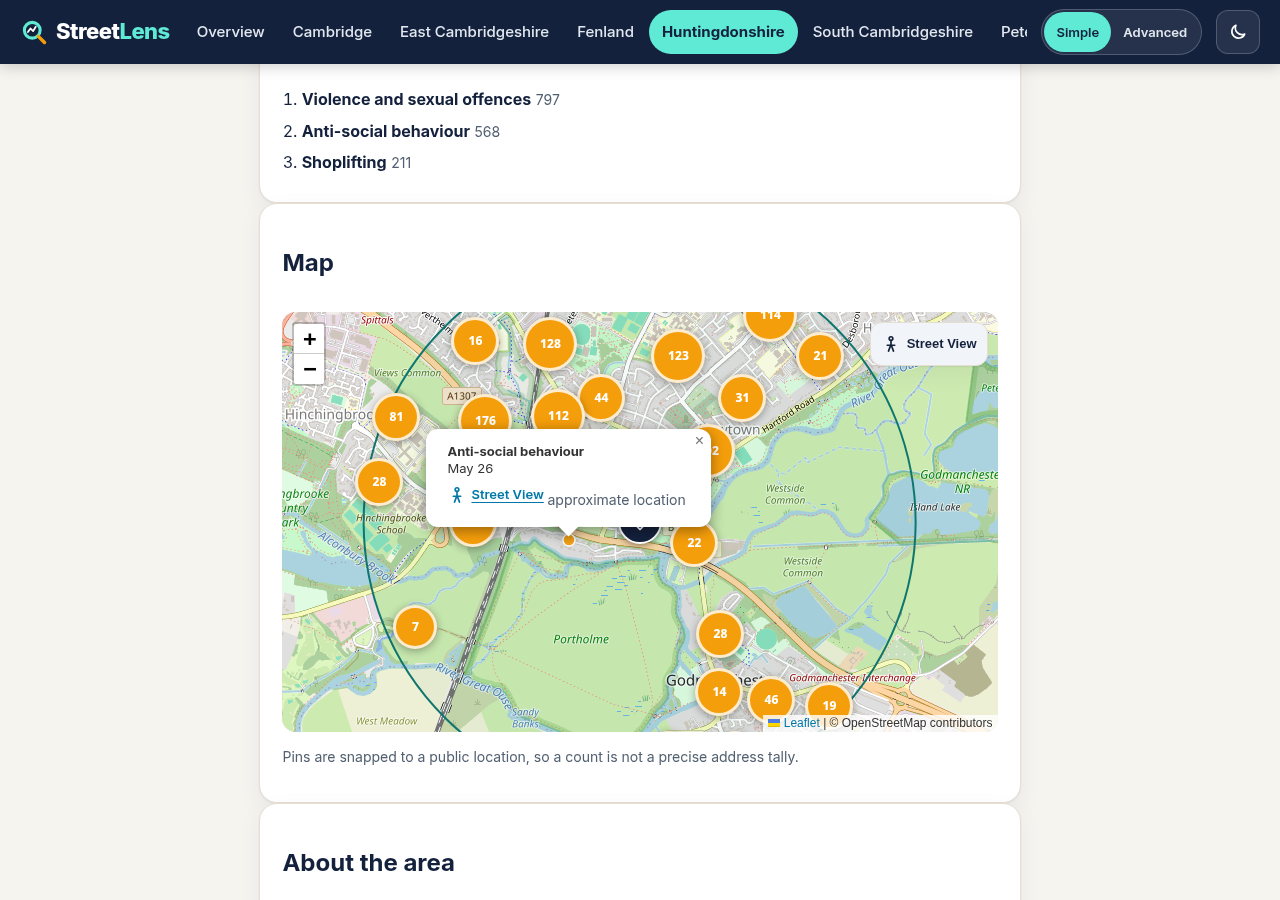 StreetLens
Overview
Cambridge
East Cambridgeshire
Fenland
Huntingdonshire
South Cambridgeshire
Simple
Advanced
1. Violence and sexual offences 797
2. Anti-social behaviour 568
3. Shoplifting 211
Map
+
−
Street View
Spittals
Views Common
A1307
16
128
123
114
21
44
31
81
176
112
28
22
7
28
14
46
19
Hartford Road
Anti-social behaviour
May 26
Street View approximate location
×
Westside
Common
NR
Island Lake
Hinchingbrooke
School
Alconbury Brook
Westside
Common
Portholme
River Great Ouse
Sandy
Banks
West Meadow
Godmanchester Interchange
Leaflet | © OpenStreetMap contributors
Pins are snapped to a public location, so a count is not a precise address tally.
About the area